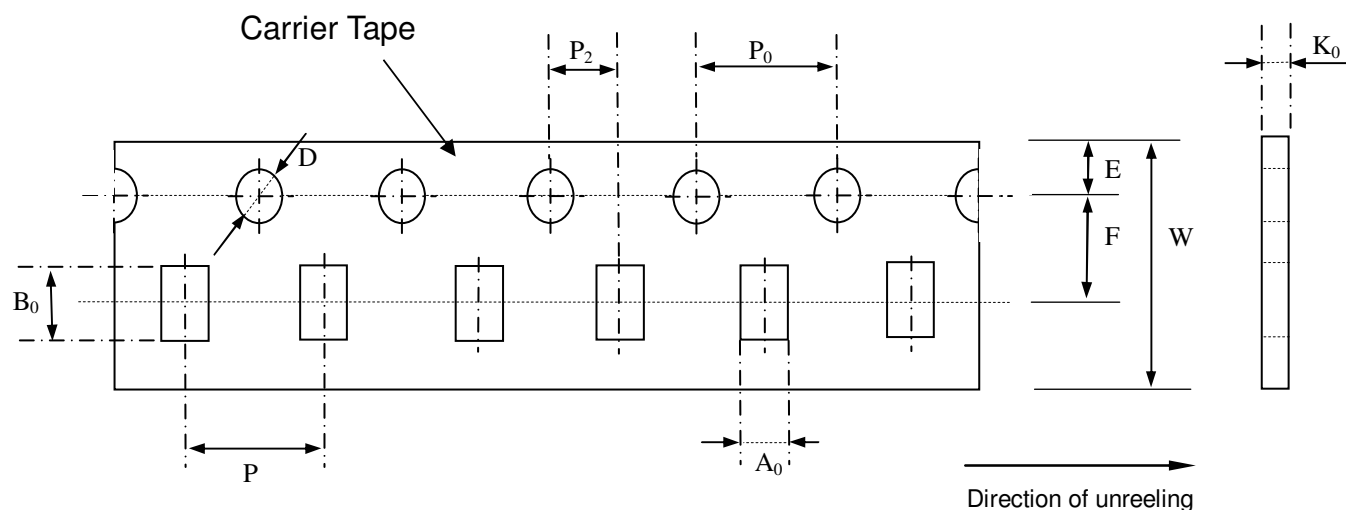 Carrier Tape
P₂
P₀
K₀
D
E
F
W
B₀
P
A₀
Direction of unreeling